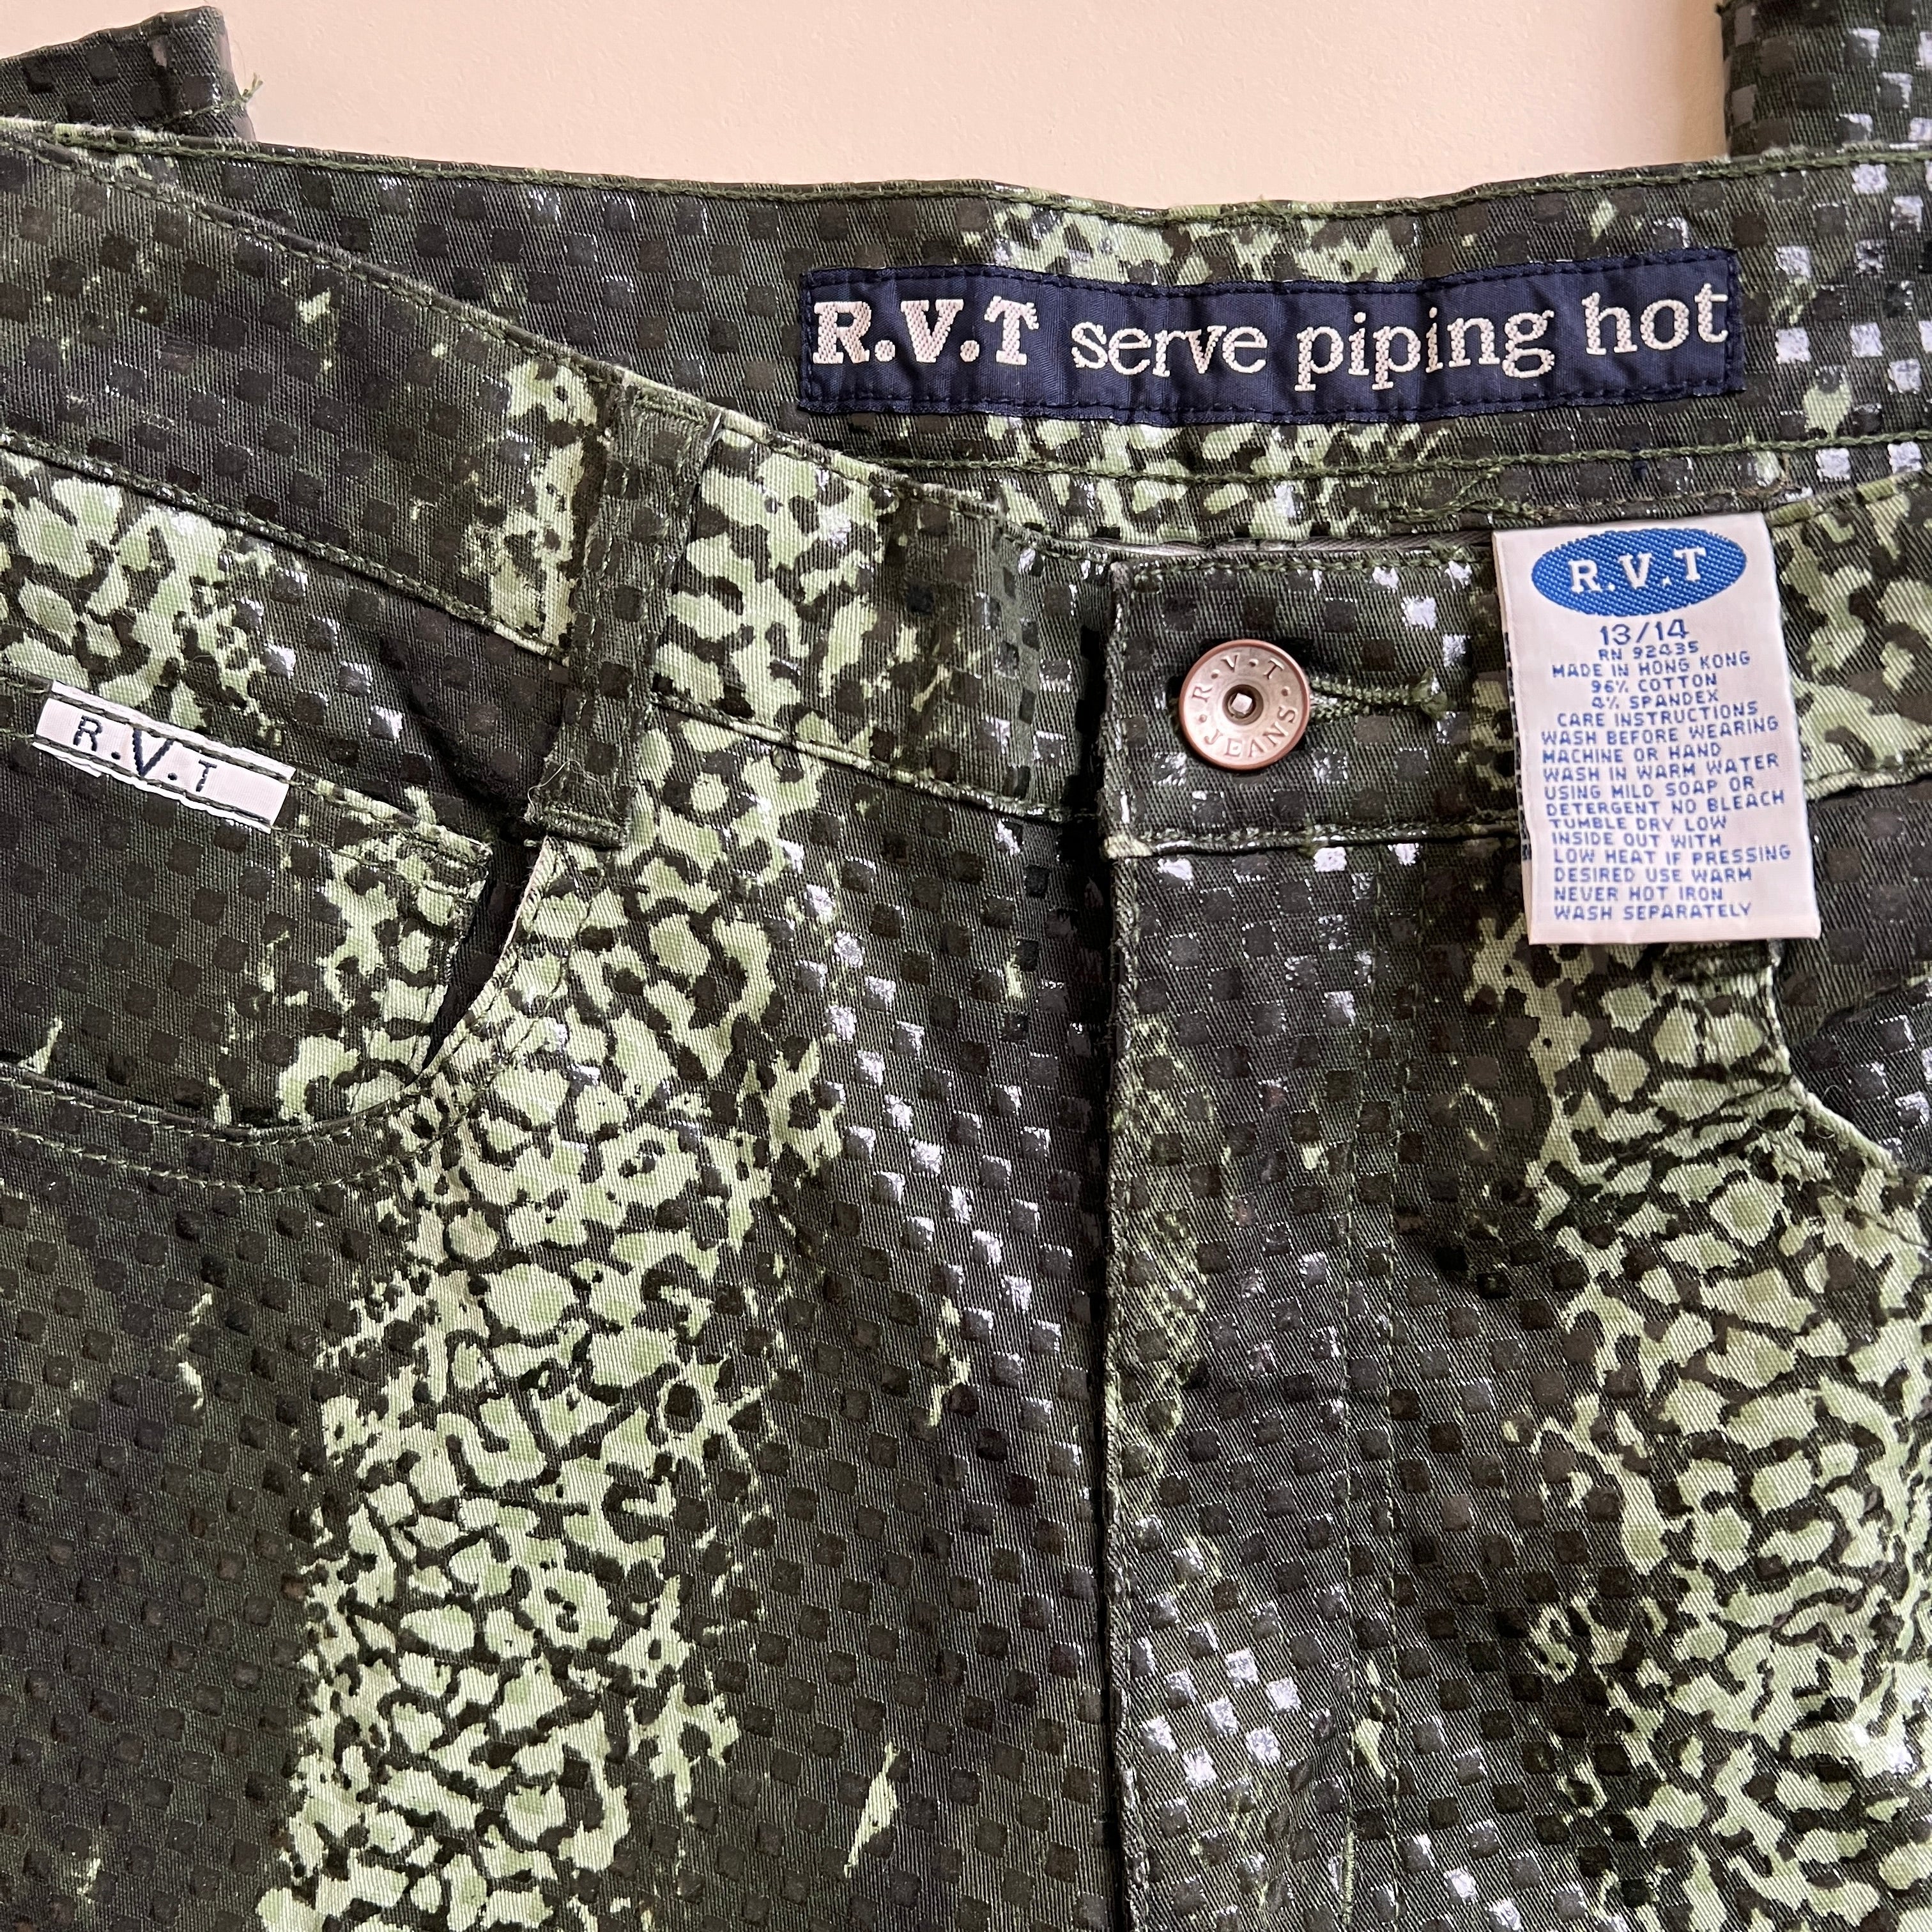 R.V.T serve piping hot
R.V.T
13/14
RN 92435
MADE IN HONG KONG
96% COTTON
4% SPANDEX
CARE INSTRUCTIONS
WASH BEFORE WEARING
MACHINE OR HAND
WASH IN WARM WATER
USING MILD SOAP OR
DETERGENT NO BLEACH
TUMBLE DRY LOW
INSIDE OUT WITH
LOW HEAT IF PRESSING
DESIRED USE WARM
NEVER HOT IRON
WASH SEPARATELY
R·V·T
JEANS
R.V.T